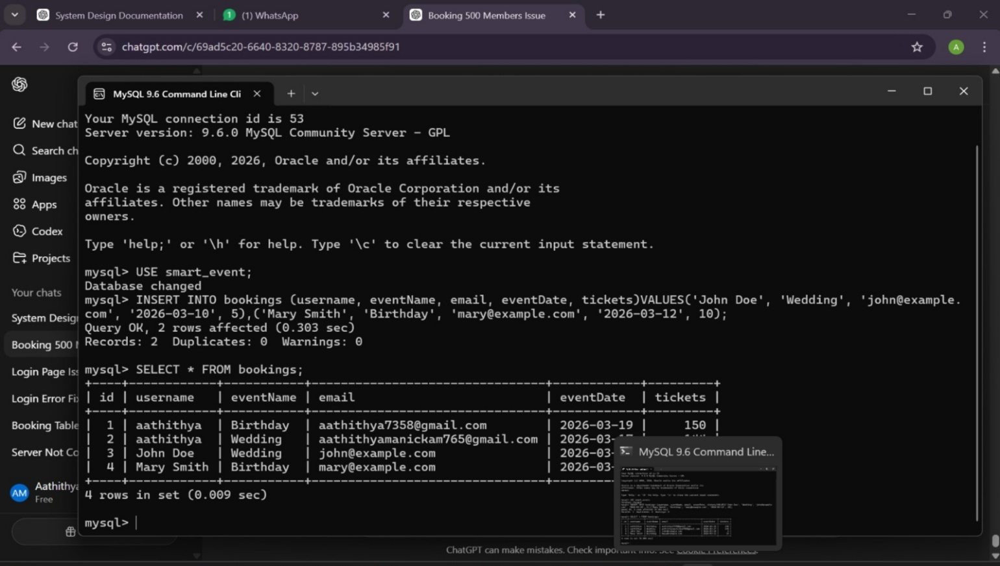 System Design Documentation
1
(1) WhatsApp
Booking 500 Members Issue
chatgpt.com/c/69ad5c20-6640-8320-8787-895b34985f91
A
MySQL 9.6 Command Line Cli
New chat
Search ch
Images
Apps
Codex
Projects
Your chats
System Desig
Booking 500
Login Page Iss
Login Error Fi
Booking Table
Server Not Co
AM
Aathithya
Free
Your MySQL connection id is 53
Server version: 9.6.0 MySQL Community Server - GPL
Copyright (c) 2000, 2026, Oracle and/or its affiliates.
Oracle is a registered trademark of Oracle Corporation and/or its
affiliates. Other names may be trademarks of their respective
owners.
Type 'help;' or '\h' for help. Type '\c' to clear the current input statement.
mysql> USE smart_event;
Database changed
mysql> INSERT INTO bookings (username, eventName, email, eventDate, tickets)VALUES('John Doe', 'Wedding', 'john@example.
com', '2026-03-10', 5),('Mary Smith', 'Birthday', 'mary@example.com', '2026-03-12', 10);
Query OK, 2 rows affected (0.303 sec)
Records: 2  Duplicates: 0  Warnings: 0
mysql> SELECT * FROM bookings;
| id | username | eventName | email | eventDate | tickets |
| 1 | aathithya | Birthday | aathithya7358@gmail.com | 2026-03-19 | 150 |
| 2 | aathithya | Wedding | aathithyamanickam765@gmail.com | 2026-03-
| 3 | John Doe | Wedding | john@example.com | 2026-03-
| 4 | Mary Smith | Birthday | mary@example.com | 2026-03-
4 rows in set (0.009 sec)
mysql>
MySQL 9.6 Command Line...
ChatGPT can make mistakes. Check important info. See Cookie Preferences.